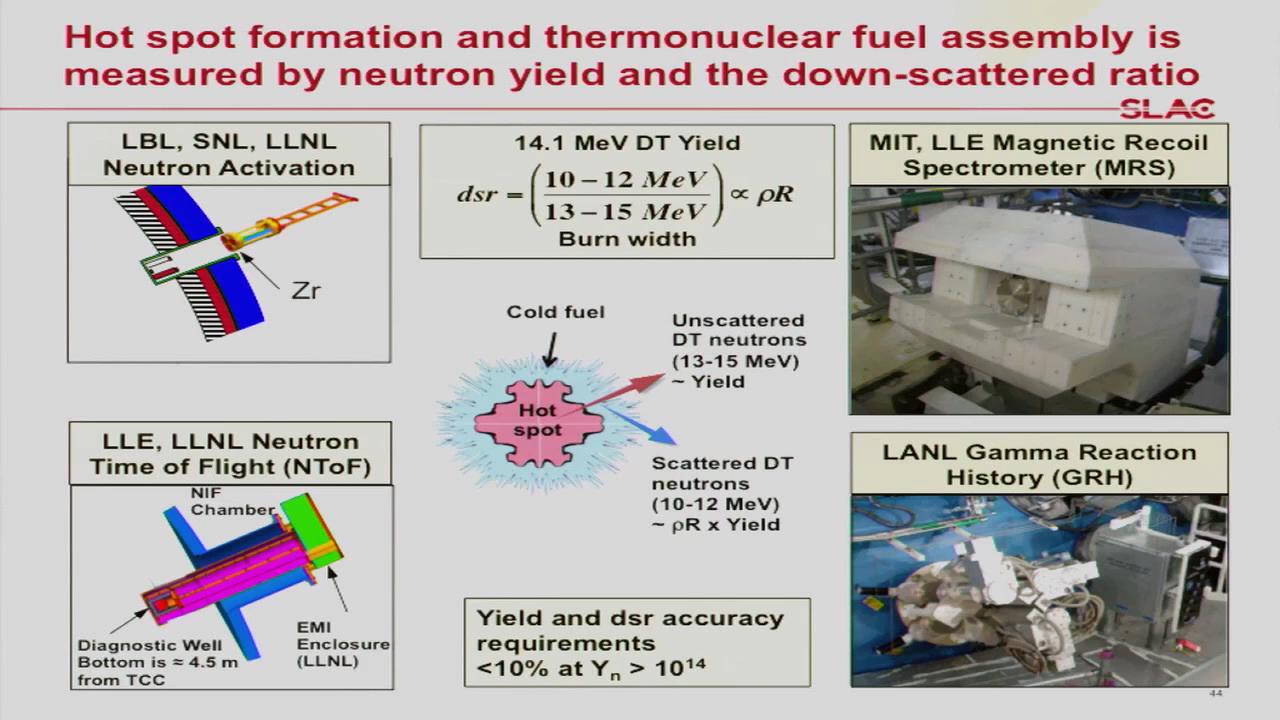 Hot spot formation and thermonuclear fuel assembly is
measured by neutron yield and the down-scattered ratio
SLAC
LBL, SNL, LLNL
Neutron Activation
Zr
14.1 MeV DT Yield
dsr = (10 – 12 MeV / 13 – 15 MeV) ∝ ρR
Burn width
MIT, LLE Magnetic Recoil
Spectrometer (MRS)
Cold fuel
Hot
spot
Unscattered
DT neutrons
(13-15 MeV)
~ Yield
Scattered DT
neutrons
(10-12 MeV)
~ ρR x Yield
LLE, LLNL Neutron
Time of Flight (NToF)
NIF
Chamber
Diagnostic Well
Bottom is ≈ 4.5 m
from TCC
EMI
Enclosure
(LLNL)
Yield and dsr accuracy
requirements
<10% at Yₙ > 10¹⁴
LANL Gamma Reaction
History (GRH)
44